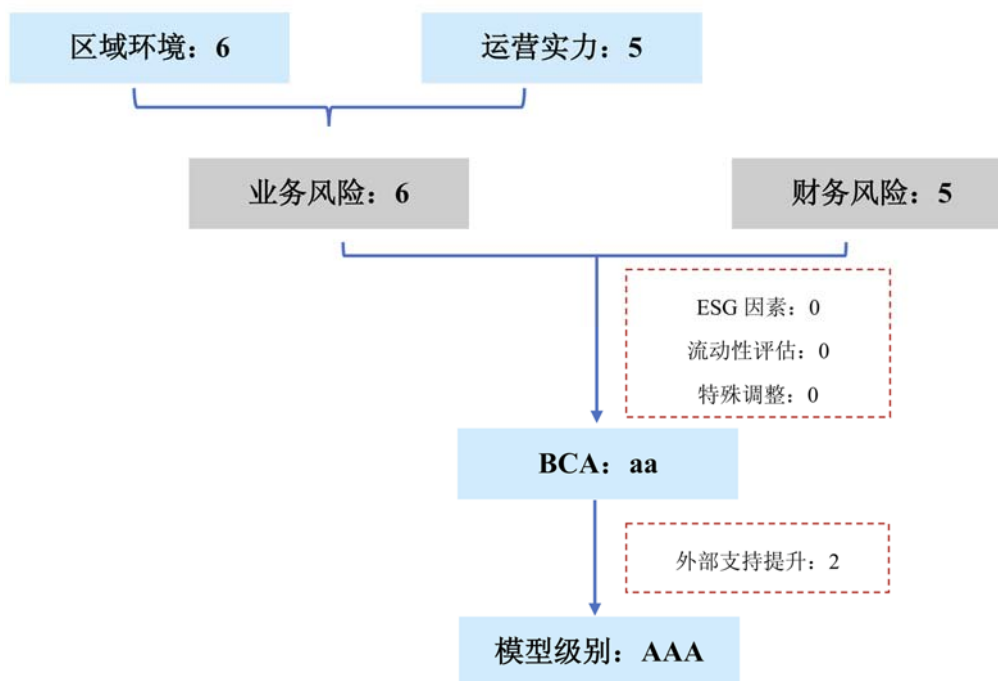 区域环境：6
运营实力：5
业务风险：6
财务风险：5
ESG 因素：0
流动性评估：0
特殊调整：0
BCA：aa
外部支持提升：2
模型级别：AAA